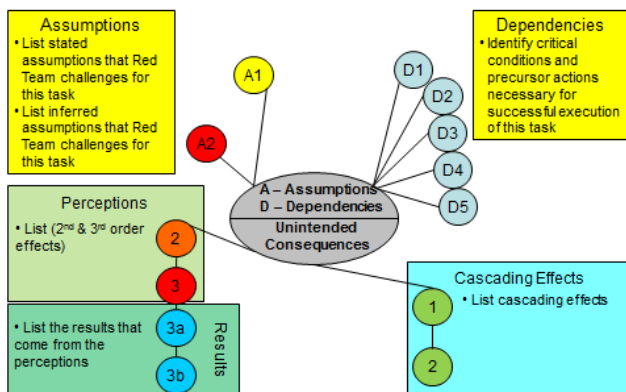 Assumptions
• List stated
assumptions that Red
Team challenges for
this task
• List inferred
assumptions that Red
Team challenges for
this task
A1
A2
D1
D2
D3
D4
D5
Dependencies
• Identify critical
conditions and
precursor actions
necessary for
successful execution
of this task
A – Assumptions
D – Dependencies
Unintended
Consequences
Perceptions
• List (2nd & 3rd order
effects)
2
3
• List the results that
come from the
perceptions
3a
3b
Results
Cascading Effects
• List cascading effects
1
2